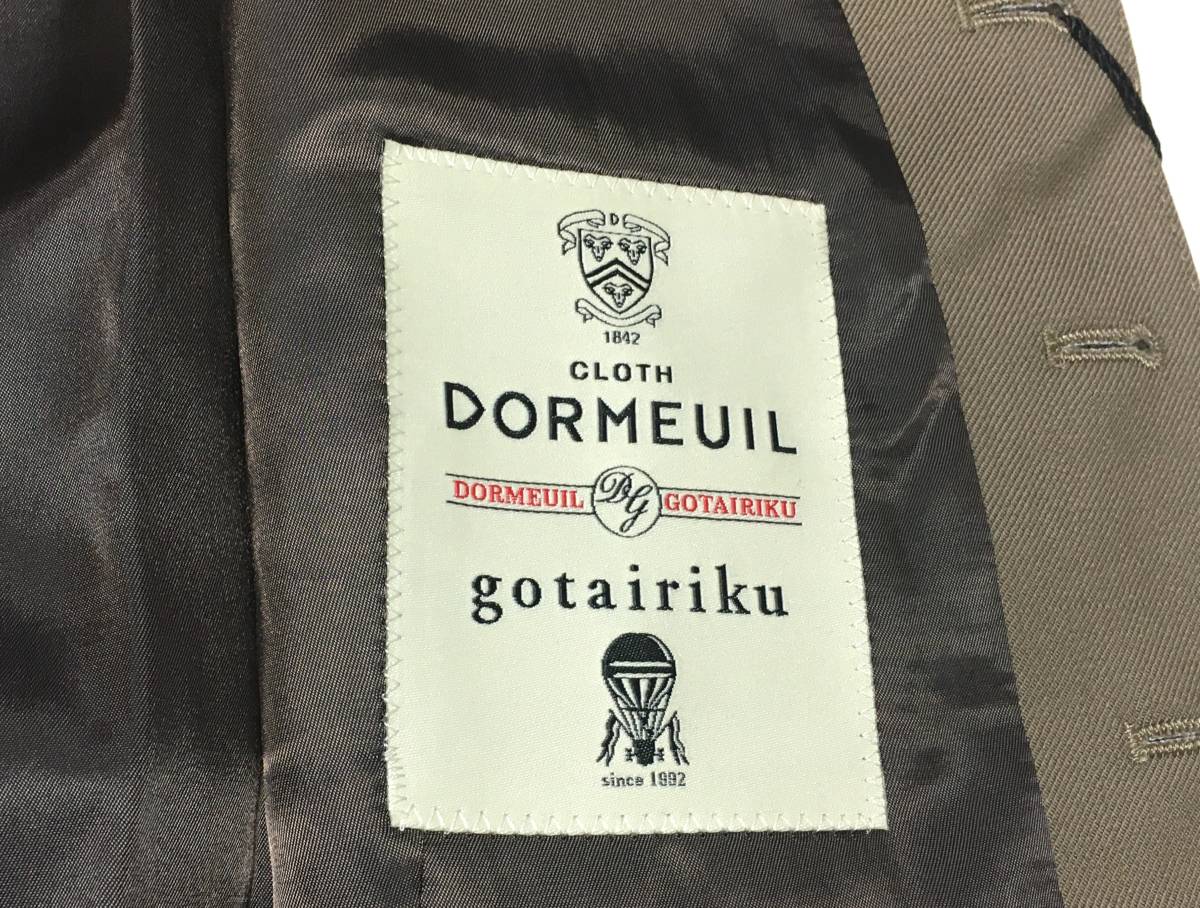 D
1842
CLOTH
DORMEUIL
DORMEUIL DG GOTAIRIKU
gotairiku
since 1992